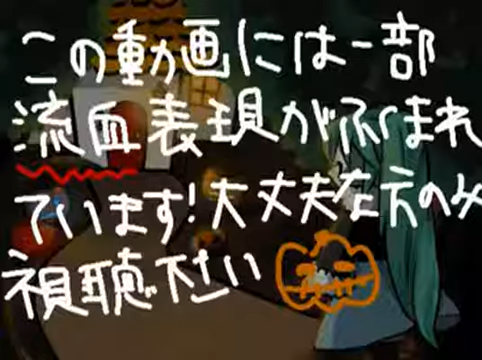 この動画には一部
流血表現がふくまれ
ています!大丈夫な方のみ
視聴下さい